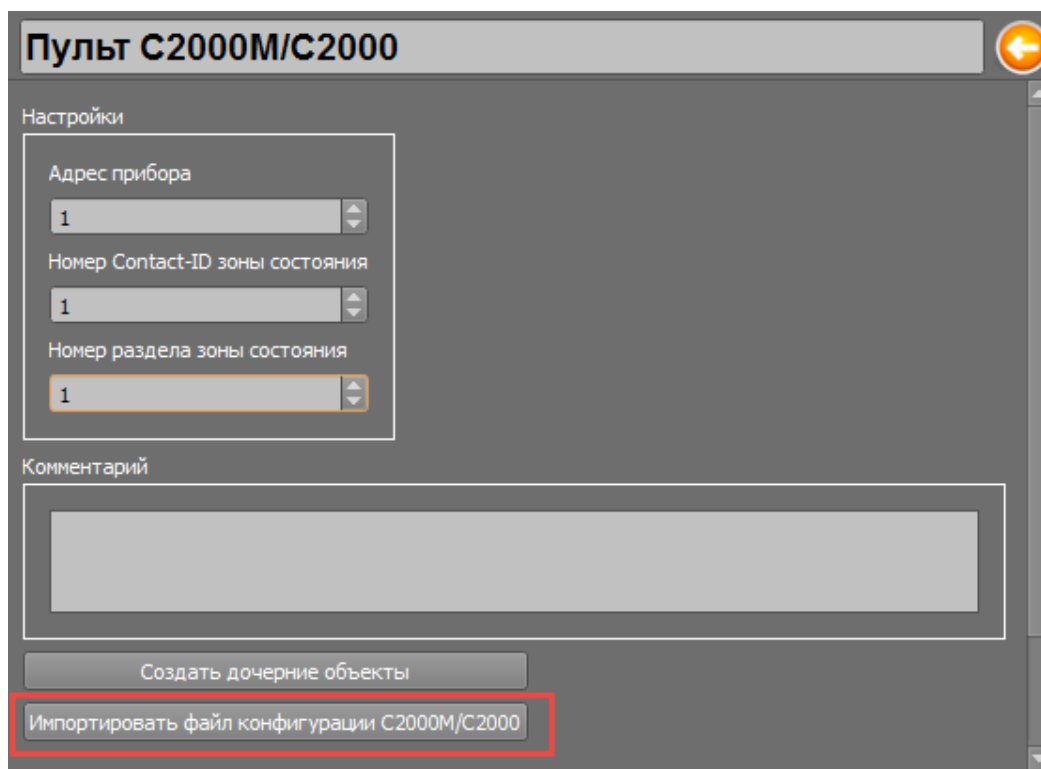 Пульт С2000М/С2000
Настройки
Адрес прибора
1
Номер Contact-ID зоны состояния
1
Номер раздела зоны состояния
1
Комментарий
Создать дочерние объекты
Импортировать файл конфигурации С2000М/С2000